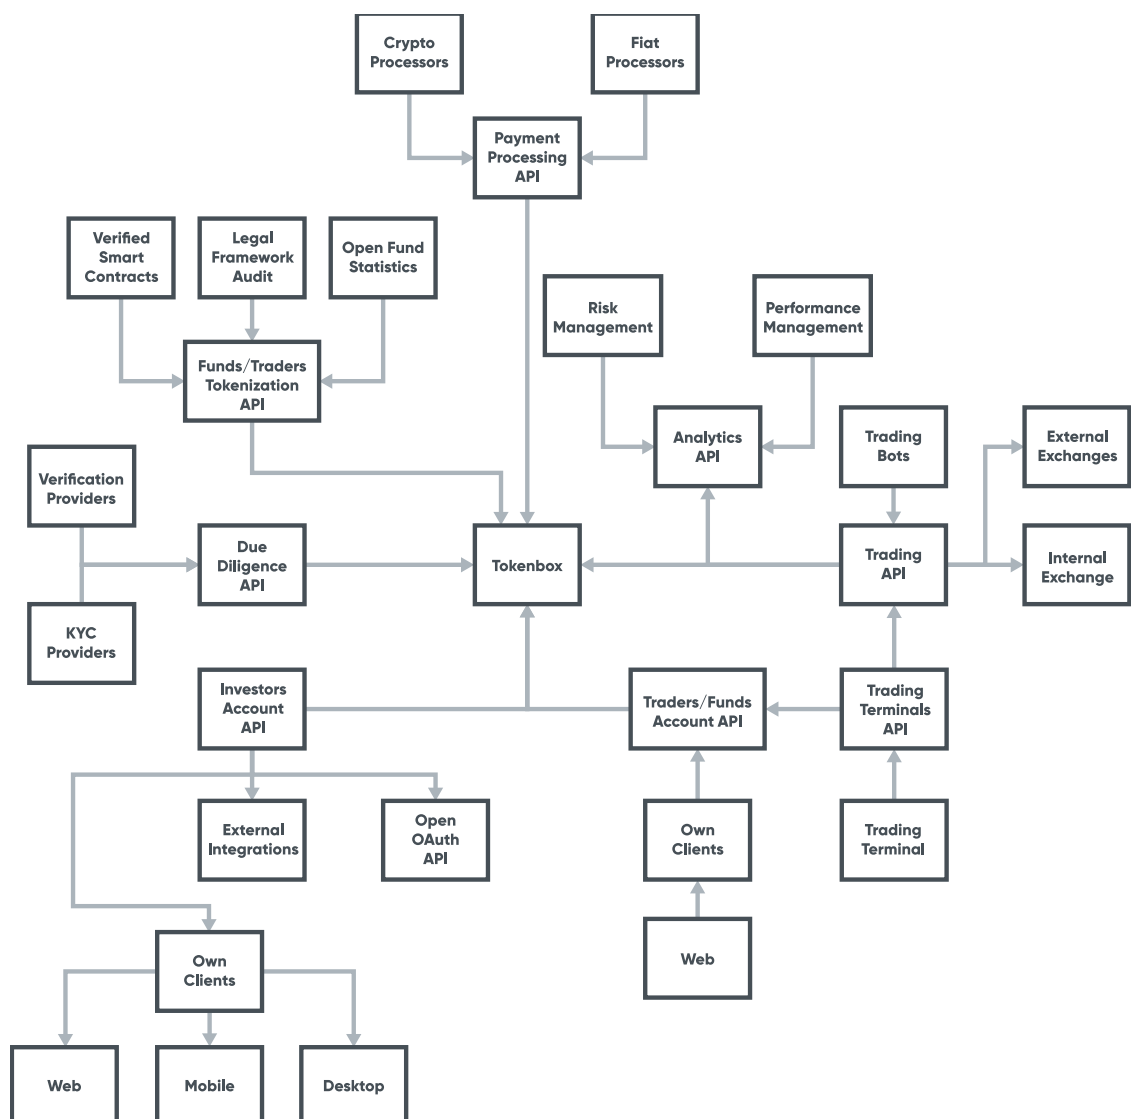 Crypto
Processors
Fiat
Processors
Payment
Processing
API
Verified
Smart
Contracts
Legal
Framework
Audit
Open Fund
Statistics
Risk
Management
Performance
Management
Funds/Traders
Tokenization
API
Analytics
API
Trading
Bots
External
Exchanges
Verification
Providers
Due
Diligence
API
Tokenbox
Trading
API
Internal
Exchange
KYC
Providers
Investors
Account
API
Traders/Funds
Account API
Trading
Terminals
API
External
Integrations
Open
OAuth
API
Own
Clients
Trading
Terminal
Own
Clients
Web
Web
Mobile
Desktop